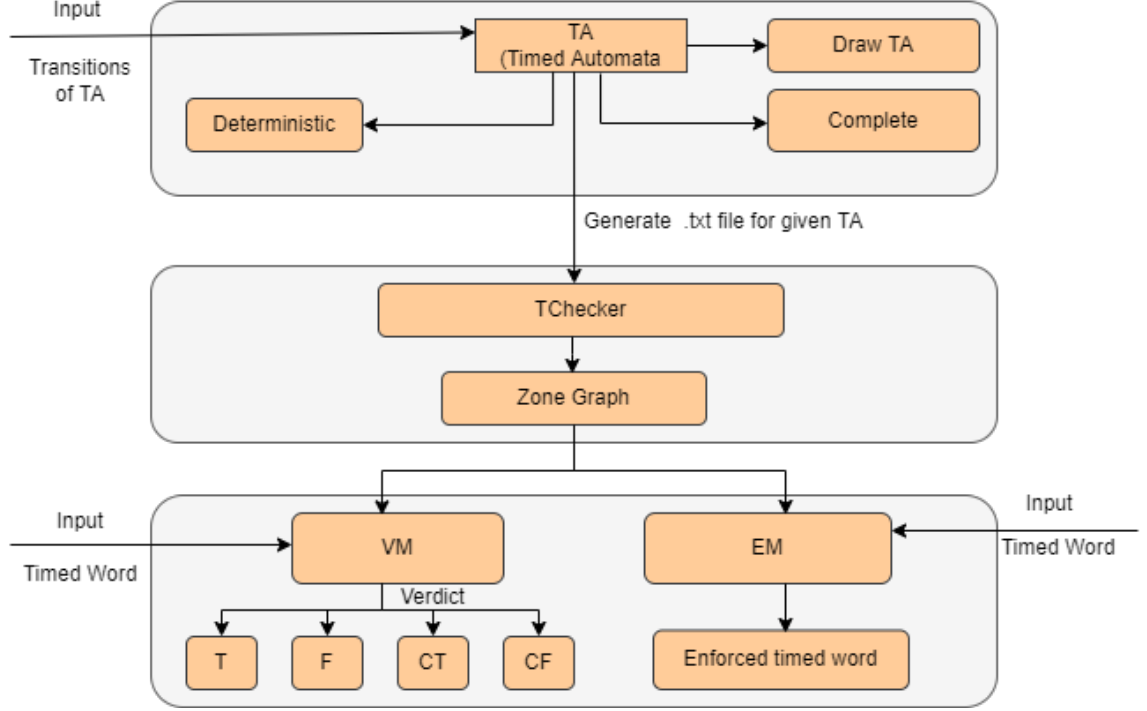 Input
Transitions
of TA
TA
(Timed Automata
Draw TA
Deterministic
Complete
Generate .txt file for given TA
TChecker
Zone Graph
Input
Timed Word
VM
EM
Input
Timed Word
Verdict
T
F
CT
CF
Enforced timed word